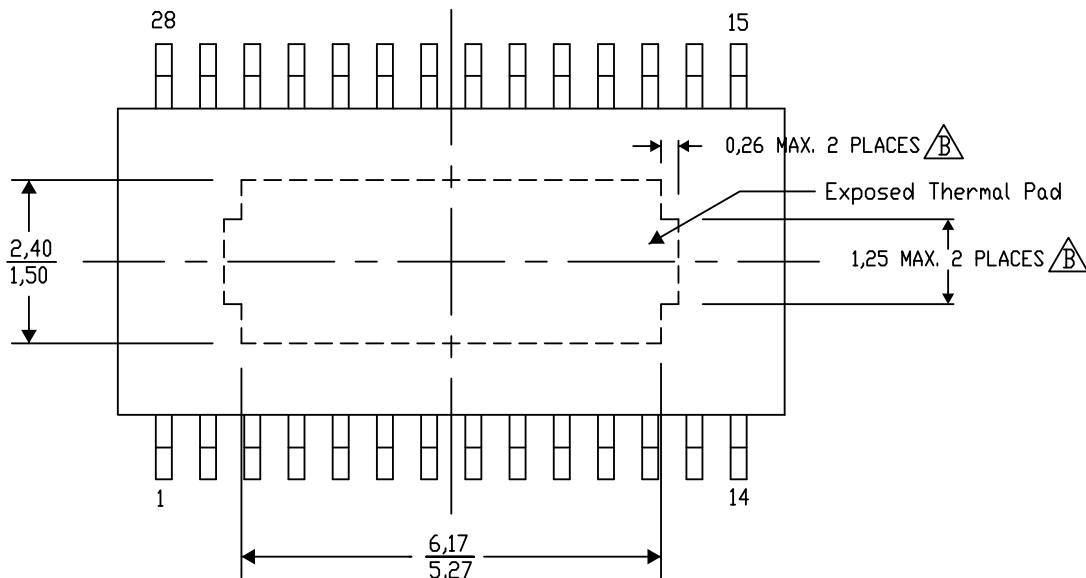 28
15
0,26 MAX. 2 PLACES B
Exposed Thermal Pad
2,40
1,50
1,25 MAX. 2 PLACES B
1
14
6,17
5,27